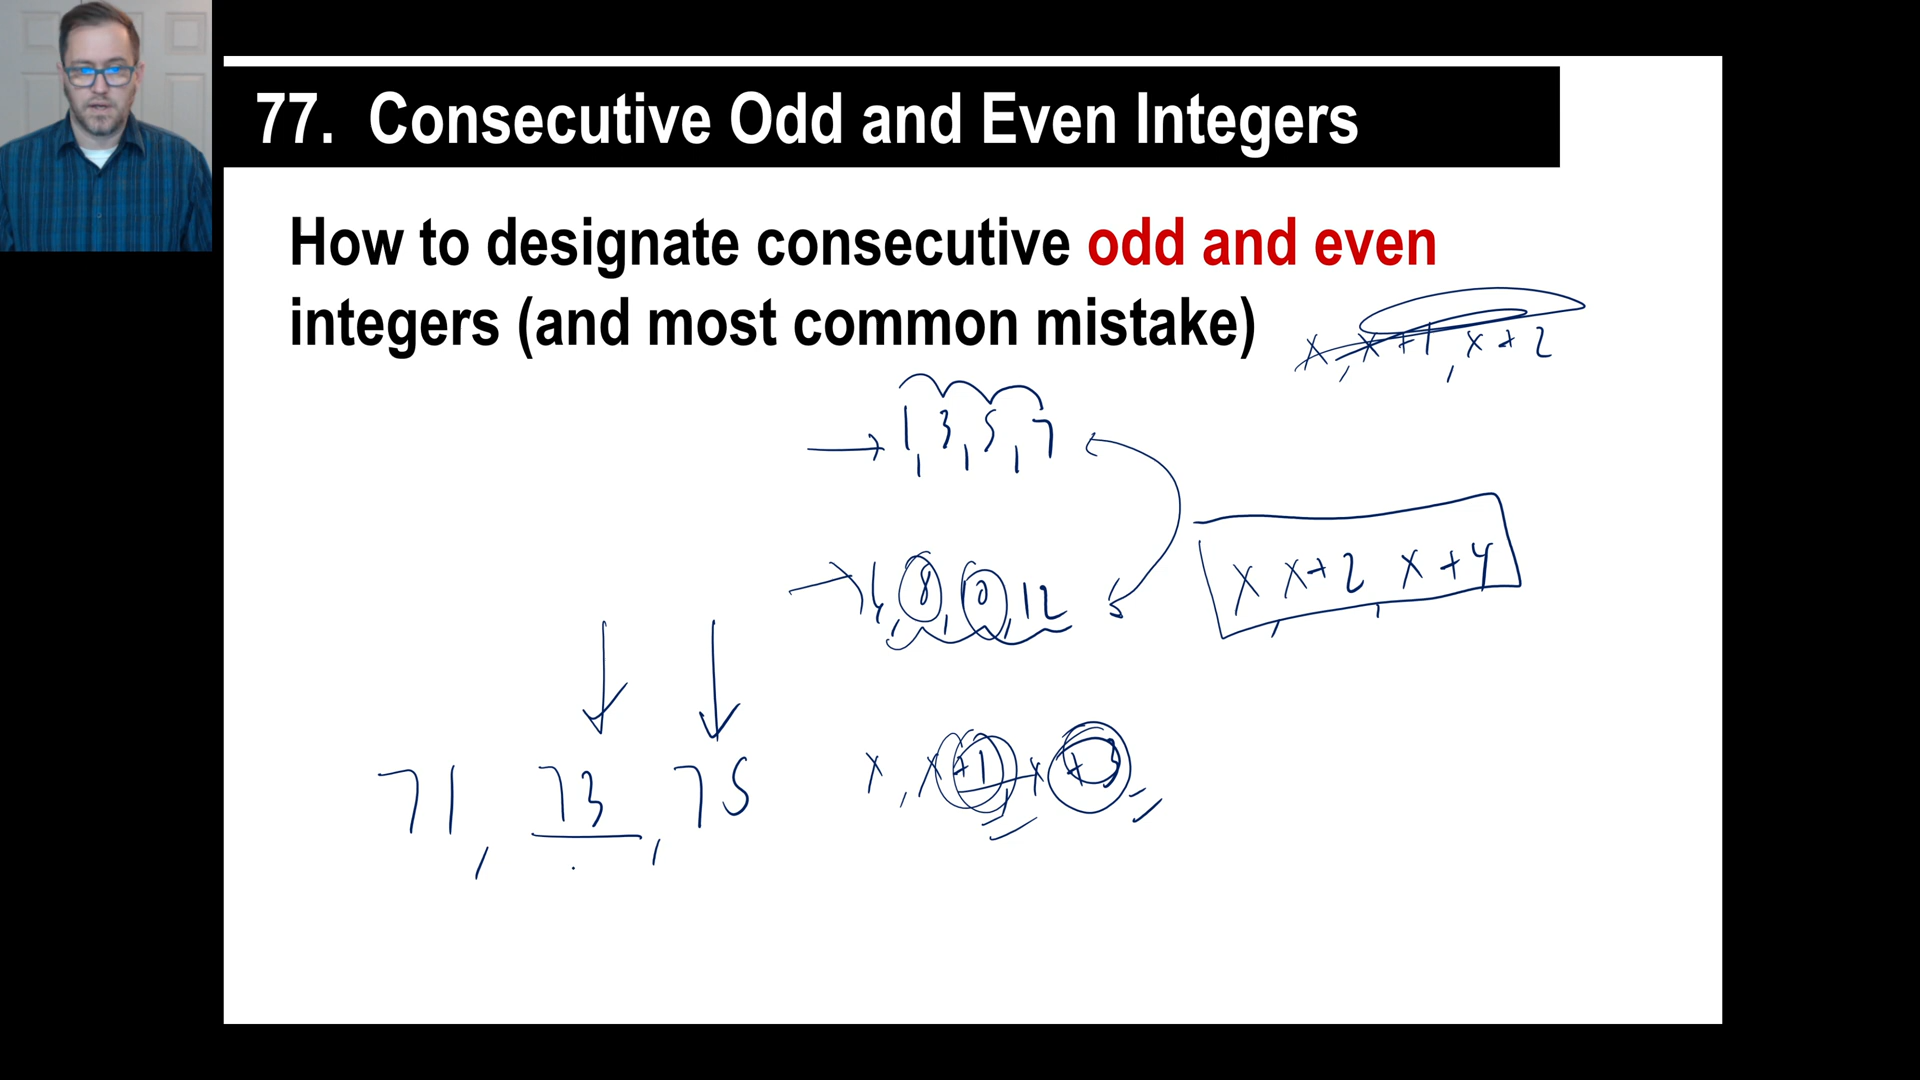 77. Consecutive Odd and Even Integers
How to designate consecutive odd and even
integers (and most common mistake)
x, x+1, x+2
1, 3, 5, 7
x x+2, x+4
8, 10, 12
71, 73, 75
x, x+1, x+3